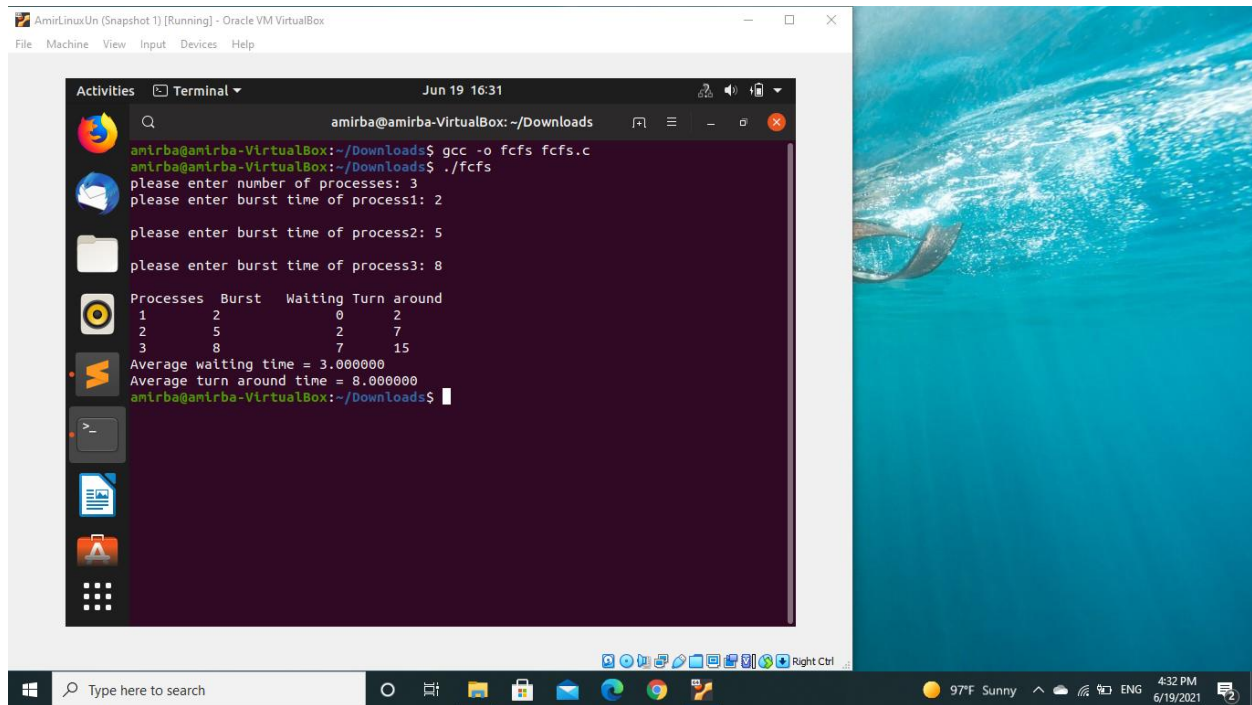 AmirLinuxUn (Snapshot 1) [Running] - Oracle VM VirtualBox
File Machine View Input Devices Help
Activities Terminal Jun 19 16:31
amirba@amirba-VirtualBox: ~/Downloads
amirba@amirba-VirtualBox:~/Downloads$ gcc -o fcfs fcfs.c
amirba@amirba-VirtualBox:~/Downloads$ ./fcfs
please enter number of processes: 3
please enter burst time of process1: 2
please enter burst time of process2: 5
please enter burst time of process3: 8
Processes Burst Waiting Turn around
1 2 0 2
2 5 2 7
3 8 7 15
Average waiting time = 3.000000
Average turn around time = 8.000000
amirba@amirba-VirtualBox:~/Downloads$
Right Ctrl
Type here to search 97°F Sunny ENG 4:32 PM
6/19/2021 2